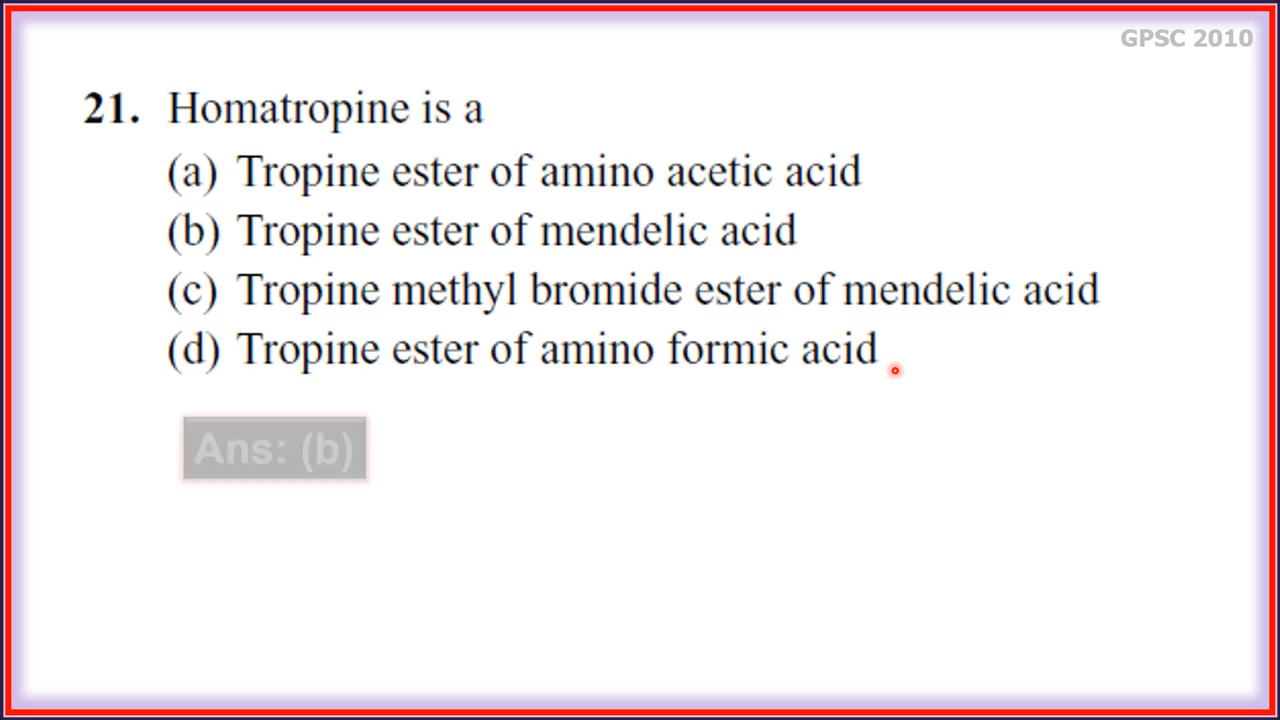 GPSC 2010
21. Homatropine is a
(a) Tropine ester of amino acetic acid
(b) Tropine ester of mendelic acid
(c) Tropine methyl bromide ester of mendelic acid
(d) Tropine ester of amino formic acid
Ans: (b)